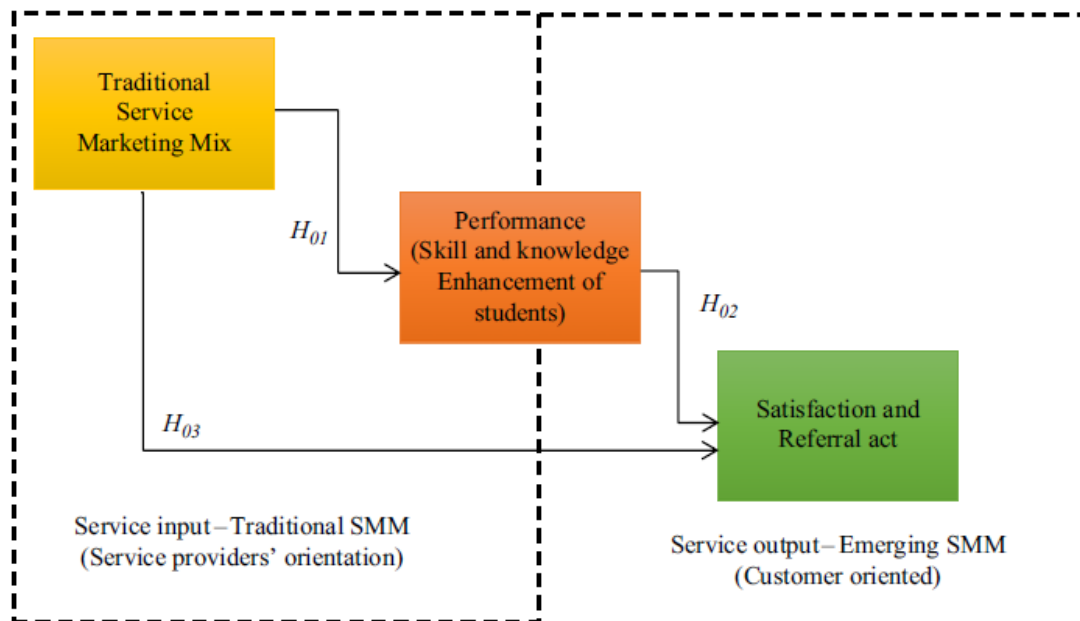 Traditional
Service
Marketing Mix
H01
Performance
(Skill and knowledge
Enhancement of
students)
H02
Satisfaction and
Referral act
H03
Service input–Traditional SMM
(Service providers’ orientation)
Service output–Emerging SMM
(Customer oriented)